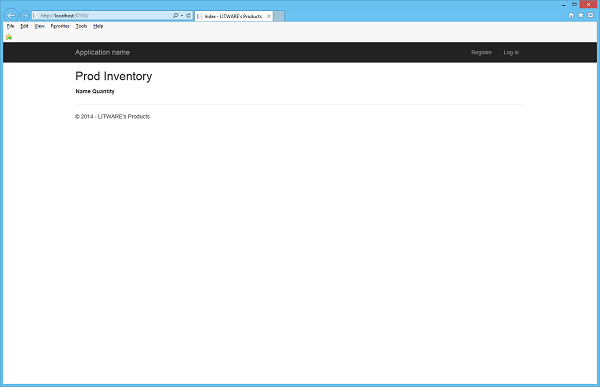 http://localhost:
Index - LITWARE's Products
File Edit View Favorites Tools Help
Application name Register Log in
Prod Inventory
Name Quantity
© 2014 - LITWARE's Products